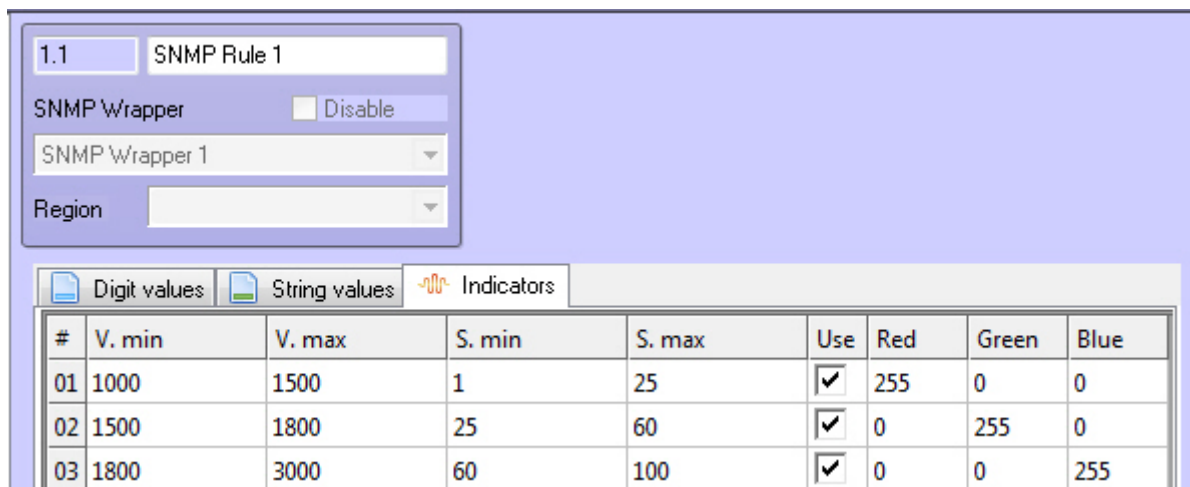 1.1 SNMP Rule 1
SNMP Wrapper Disable
SNMP Wrapper 1
Region
Digit values String values Indicators
# V. min V. max S. min S. max Use Red Green Blue
01 1000 1500 1 25 255 0 0
02 1500 1800 25 60 0 255 0
03 1800 3000 60 100 0 0 255